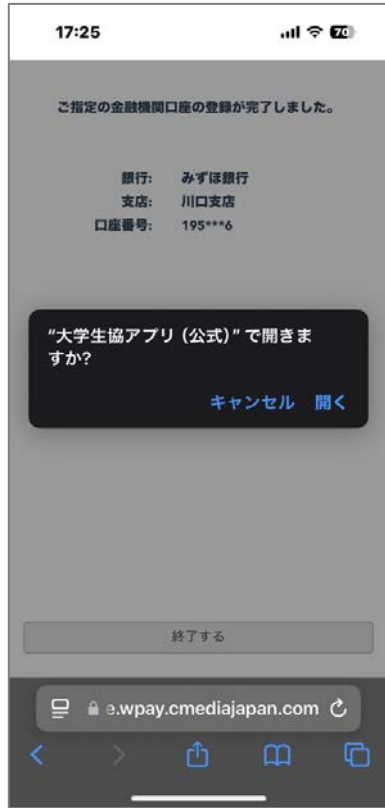 17:25
70
ご指定の金融機関口座の登録が完了しました。
銀行: みずほ銀行
支店: 川口支店
口座番号: 195***6
“大学生協アプリ (公式)” で開きま
すか?
キャンセル 開く
終了する
e.wpay.cmediajapan.com